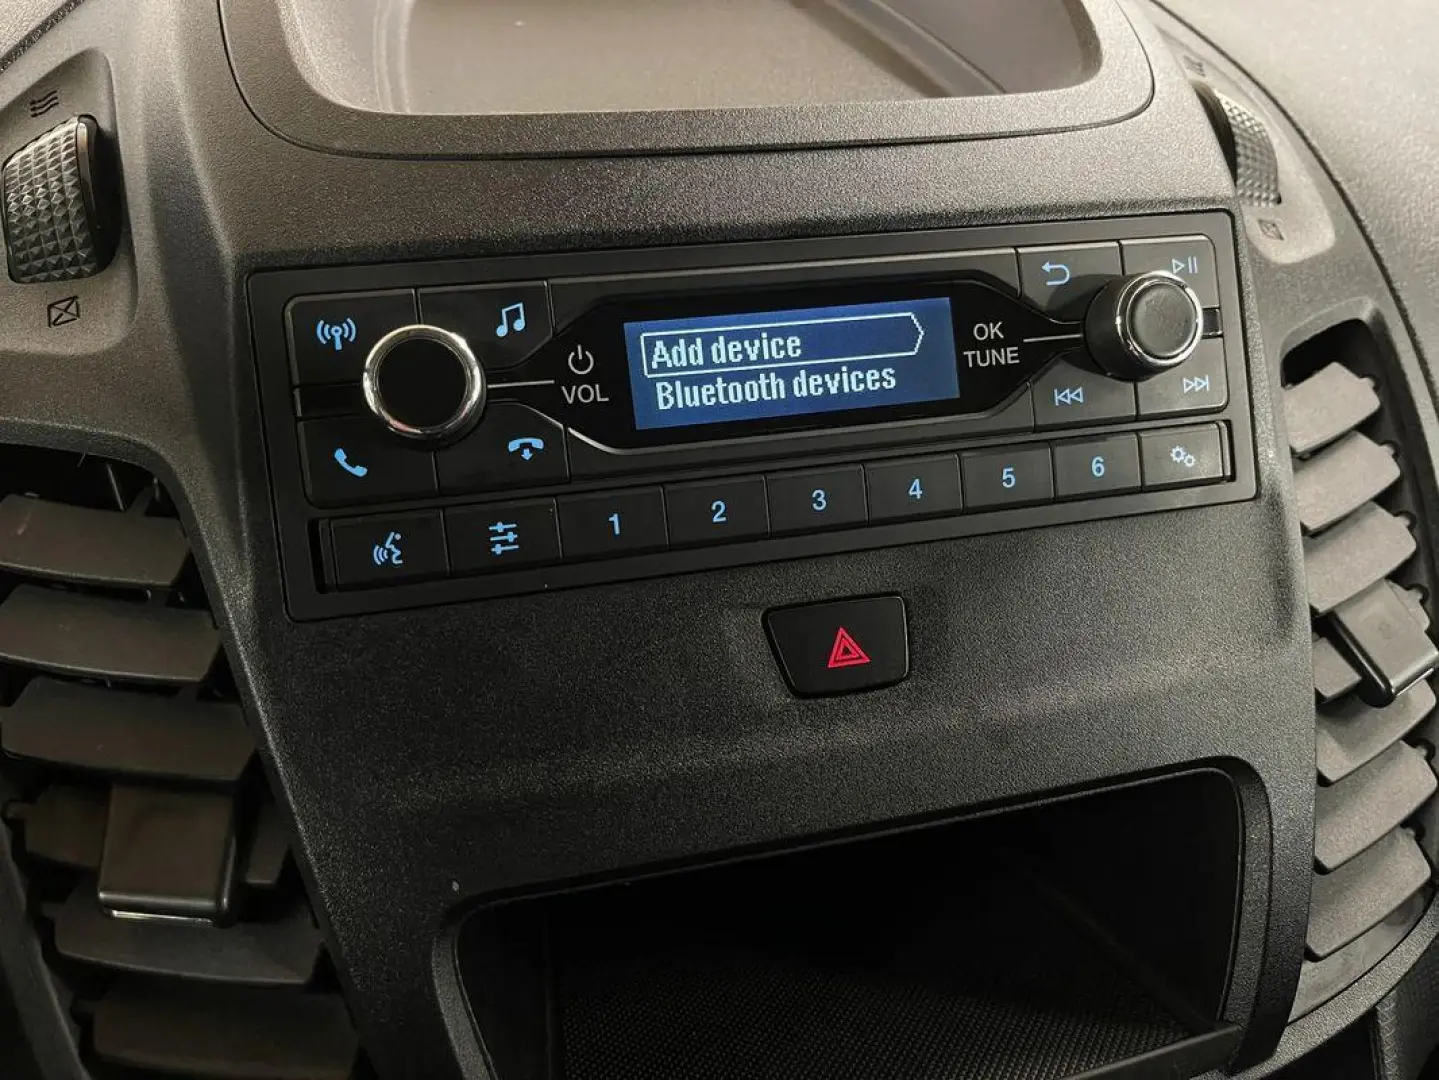 Add device
Bluetooth devices
VOL
OK
TUNE
1 2 3 4 5 6